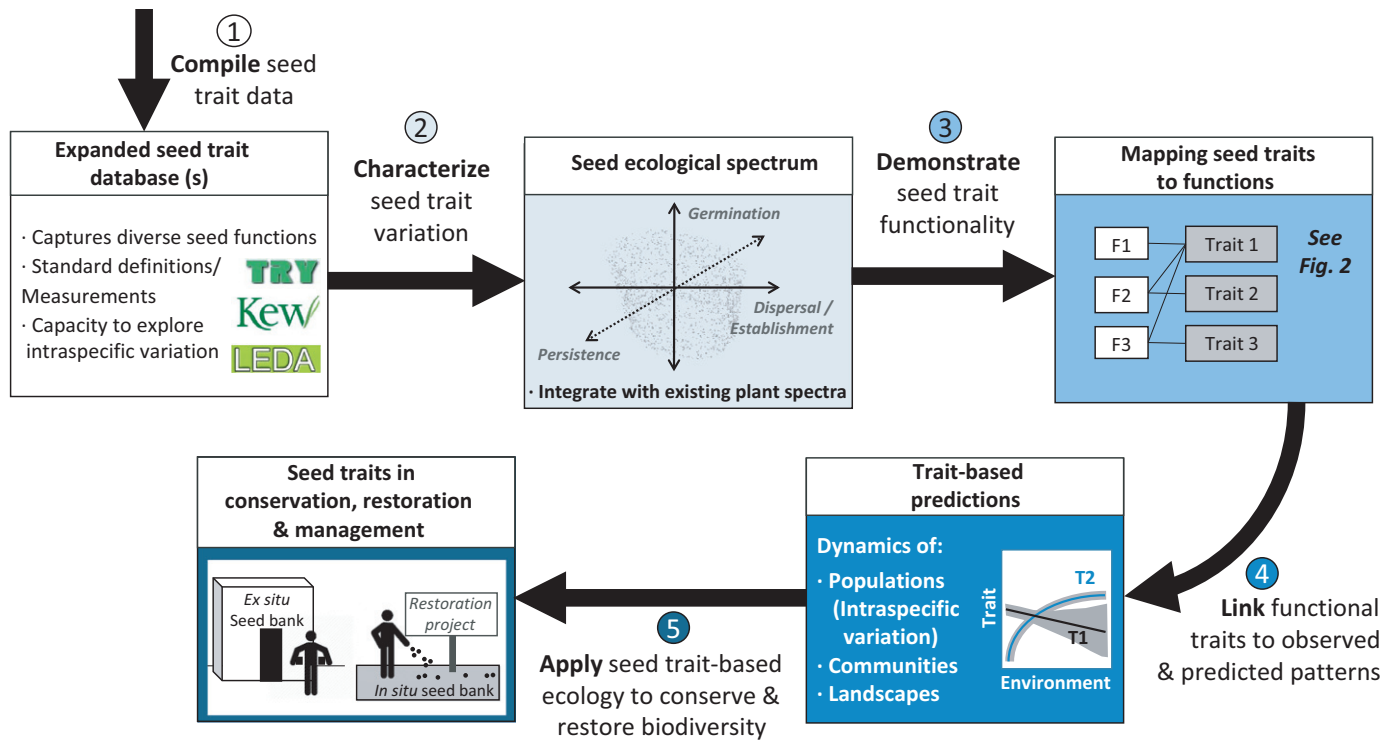 1
Compile seed
trait data
Expanded seed trait
database (s)
· Captures diverse seed functions
· Standard definitions/
Measurements
· Capacity to explore
intraspecific variation
TRY
Kew
LEDA
2
Characterize
seed trait
variation
Seed ecological spectrum
Germination
Dispersal /
Establishment
Persistence
· Integrate with existing plant spectra
3
Demonstrate
seed trait
functionality
Mapping seed traits
to functions
F1
Trait 1
F2
Trait 2
F3
Trait 3
See
Fig. 2
4
Link functional
traits to observed
& predicted patterns
Trait-based
predictions
Dynamics of:
· Populations
(Intraspecific
variation)
· Communities
· Landscapes
Trait
T2
T1
Environment
5
Apply seed trait-based
ecology to conserve &
restore biodiversity
Seed traits in
conservation, restoration
& management
Ex situ
Seed bank
Restoration
project
In situ seed bank